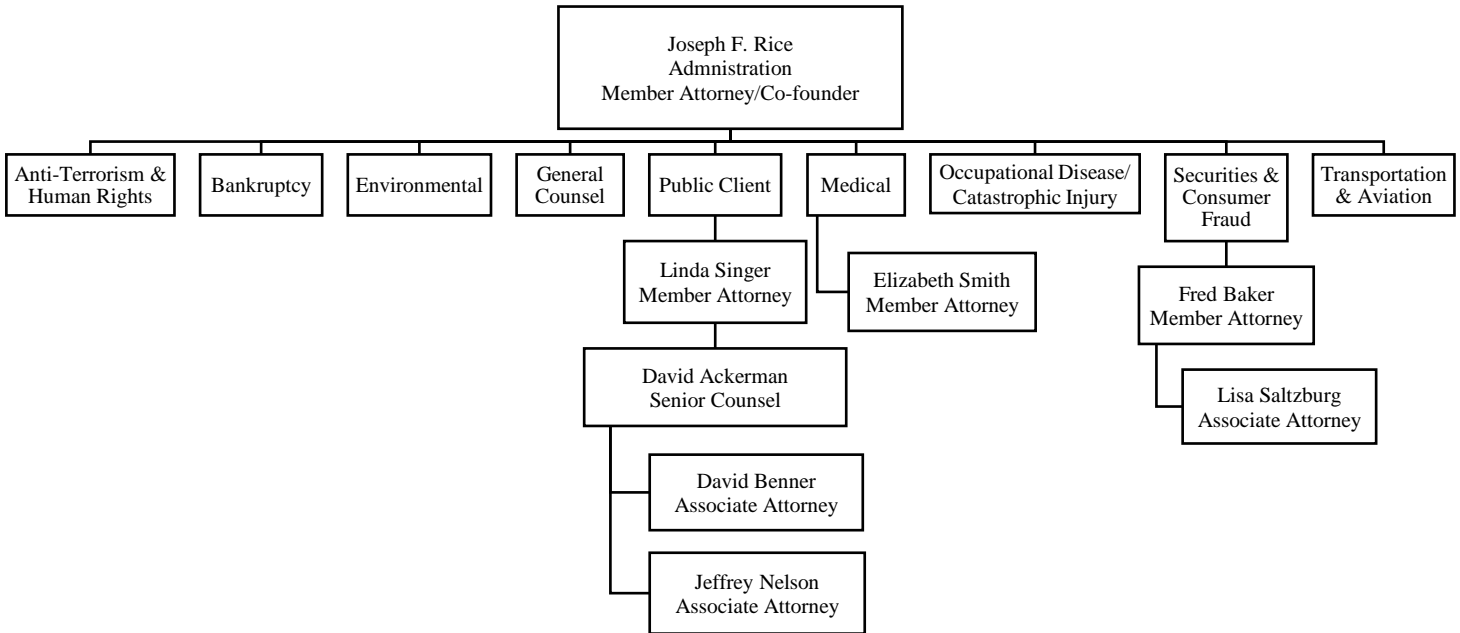 Joseph F. Rice
Admnistration
Member Attorney/Co-founder
Anti-Terrorism &
Human Rights
Bankruptcy
Environmental
General
Counsel
Public Client
Medical
Occupational Disease/
Catastrophic Injury
Securities &
Consumer
Fraud
Transportation
& Aviation
Linda Singer
Member Attorney
Elizabeth Smith
Member Attorney
Fred Baker
Member Attorney
David Ackerman
Senior Counsel
Lisa Saltzburg
Associate Attorney
David Benner
Associate Attorney
Jeffrey Nelson
Associate Attorney